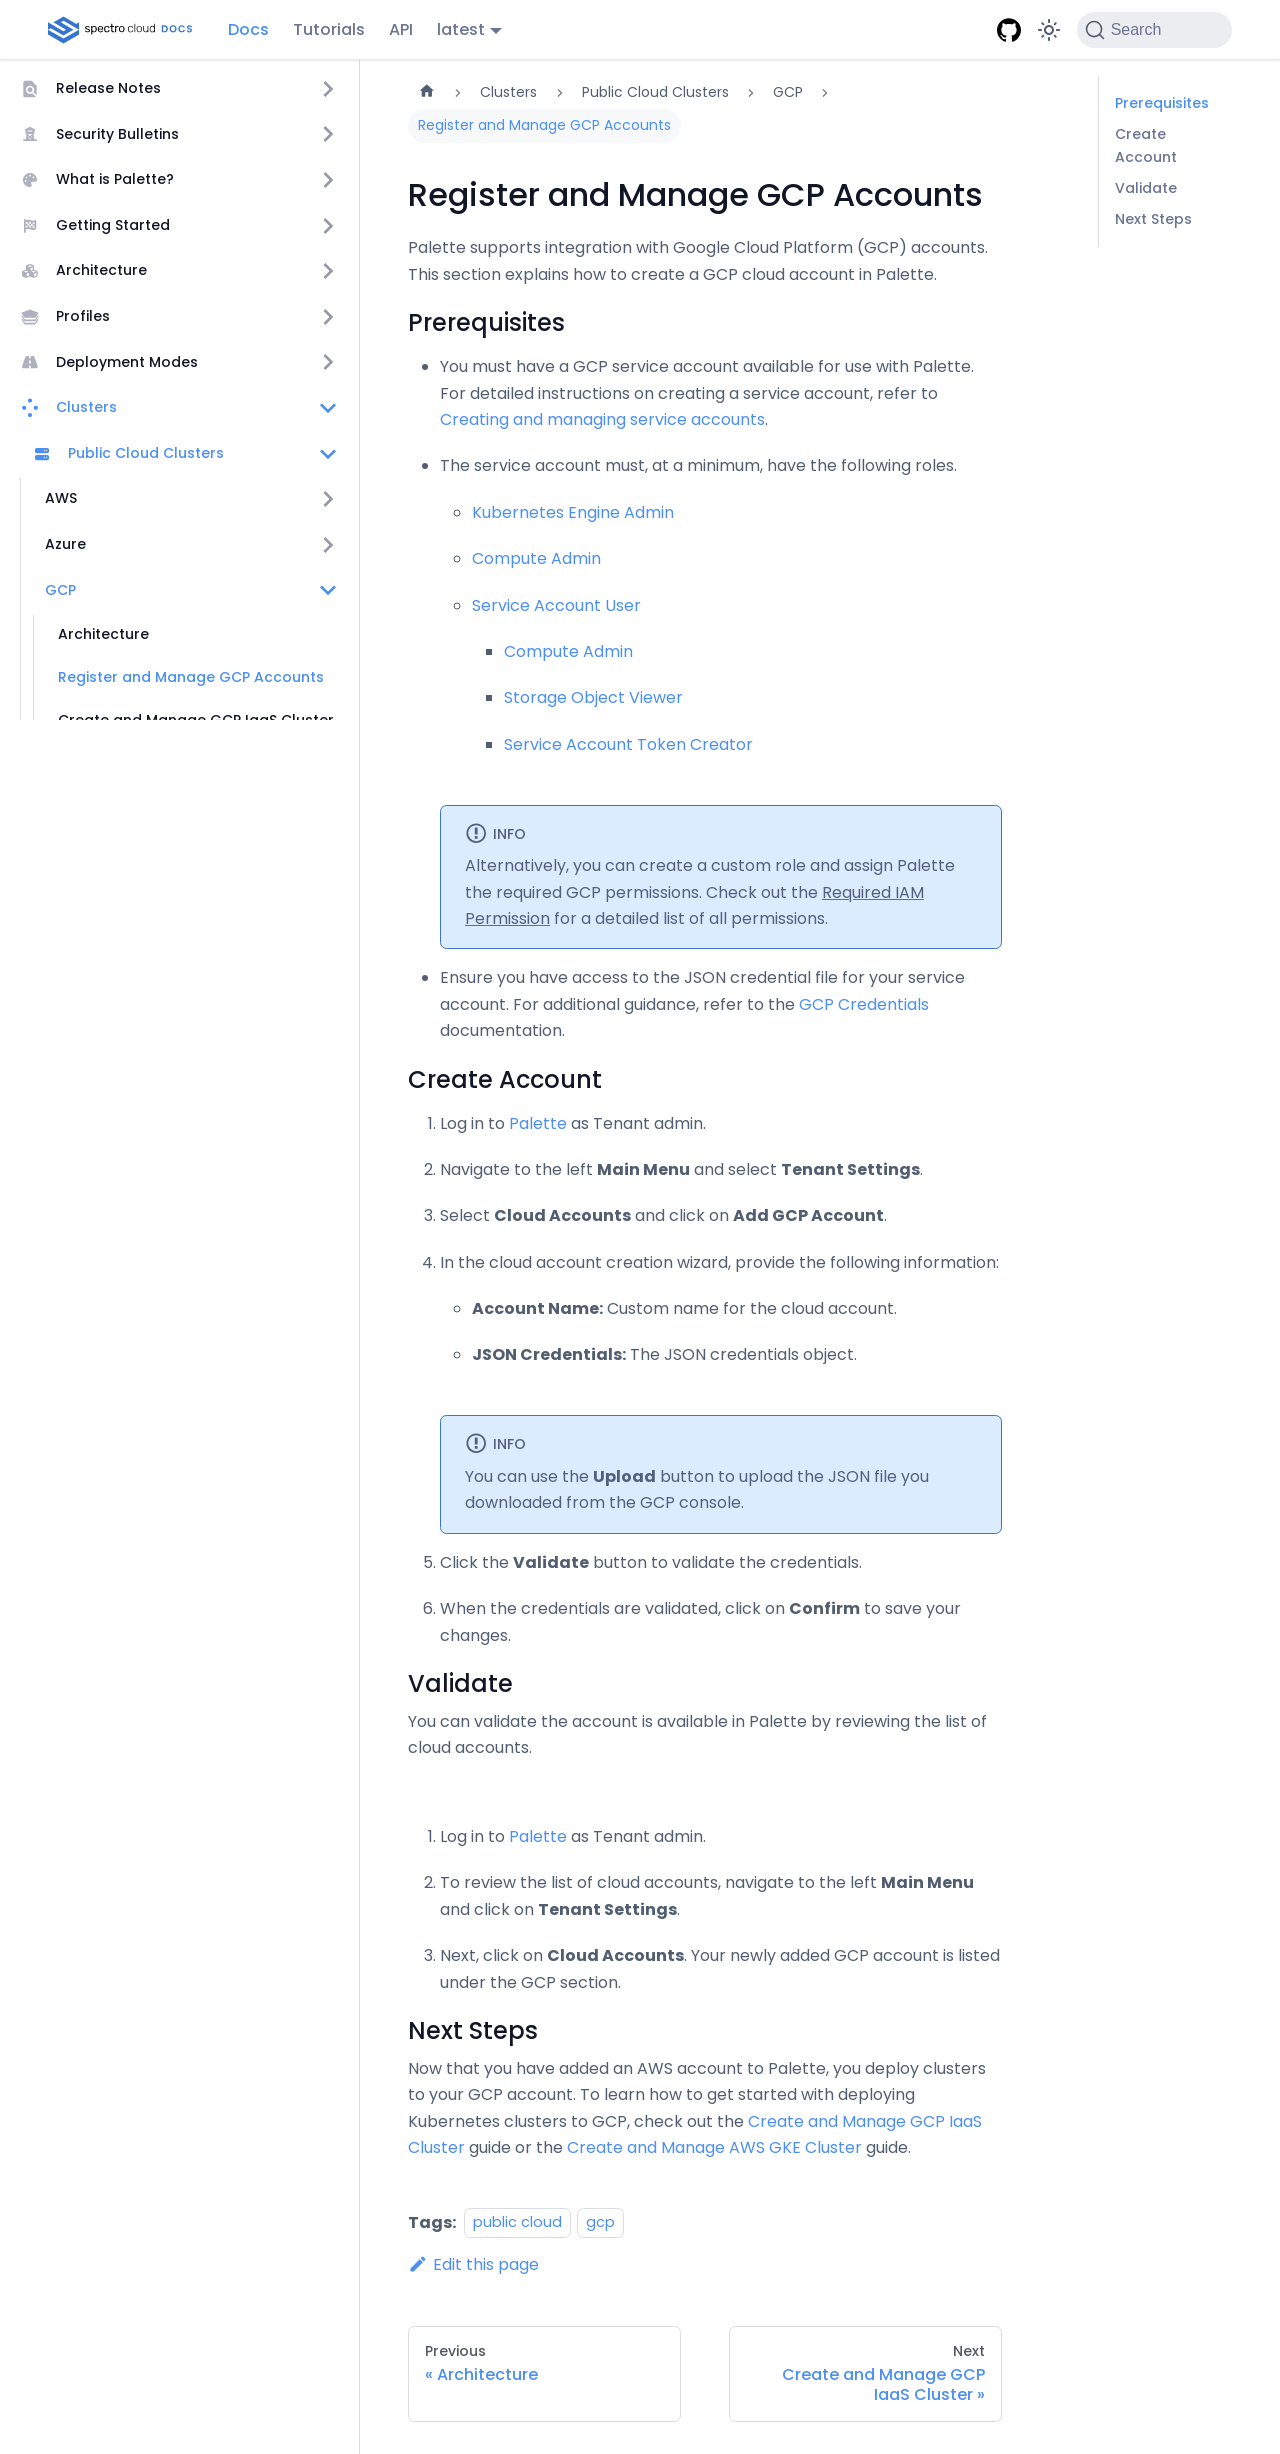 spectro cloud DOCS
Docs
Tutorials
API
latest
Search
Release Notes
Security Bulletins
What is Palette?
Getting Started
Architecture
Profiles
Deployment Modes
Clusters
Public Cloud Clusters
AWS
Azure
GCP
Architecture
Register and Manage GCP Accounts
Create and Manage GCP IaaS Cluster
Clusters
Public Cloud Clusters
GCP
Register and Manage GCP Accounts
Register and Manage GCP Accounts
Palette supports integration with Google Cloud Platform (GCP) accounts.
This section explains how to create a GCP cloud account in Palette.
Prerequisites
You must have a GCP service account available for use with Palette.
For detailed instructions on creating a service account, refer to
Creating and managing service accounts.
The service account must, at a minimum, have the following roles.
Kubernetes Engine Admin
Compute Admin
Service Account User
Compute Admin
Storage Object Viewer
Service Account Token Creator
INFO
Alternatively, you can create a custom role and assign Palette
the required GCP permissions. Check out the Required IAM
Permission for a detailed list of all permissions.
Ensure you have access to the JSON credential file for your service
account. For additional guidance, refer to the GCP Credentials
documentation.
Create Account
1. Log in to Palette as Tenant admin.
2. Navigate to the left Main Menu and select Tenant Settings.
3. Select Cloud Accounts and click on Add GCP Account.
4. In the cloud account creation wizard, provide the following information:
Account Name: Custom name for the cloud account.
JSON Credentials: The JSON credentials object.
INFO
You can use the Upload button to upload the JSON file you
downloaded from the GCP console.
5. Click the Validate button to validate the credentials.
6. When the credentials are validated, click on Confirm to save your
changes.
Validate
You can validate the account is available in Palette by reviewing the list of
cloud accounts.
1. Log in to Palette as Tenant admin.
2. To review the list of cloud accounts, navigate to the left Main Menu
and click on Tenant Settings.
3. Next, click on Cloud Accounts. Your newly added GCP account is listed
under the GCP section.
Next Steps
Now that you have added an AWS account to Palette, you deploy clusters
to your GCP account. To learn how to get started with deploying
Kubernetes clusters to GCP, check out the Create and Manage GCP IaaS
Cluster guide or the Create and Manage AWS GKE Cluster guide.
Tags: public cloud gcp
Edit this page
Previous
« Architecture
Next
Create and Manage GCP
IaaS Cluster »
Prerequisites
Create
Account
Validate
Next Steps